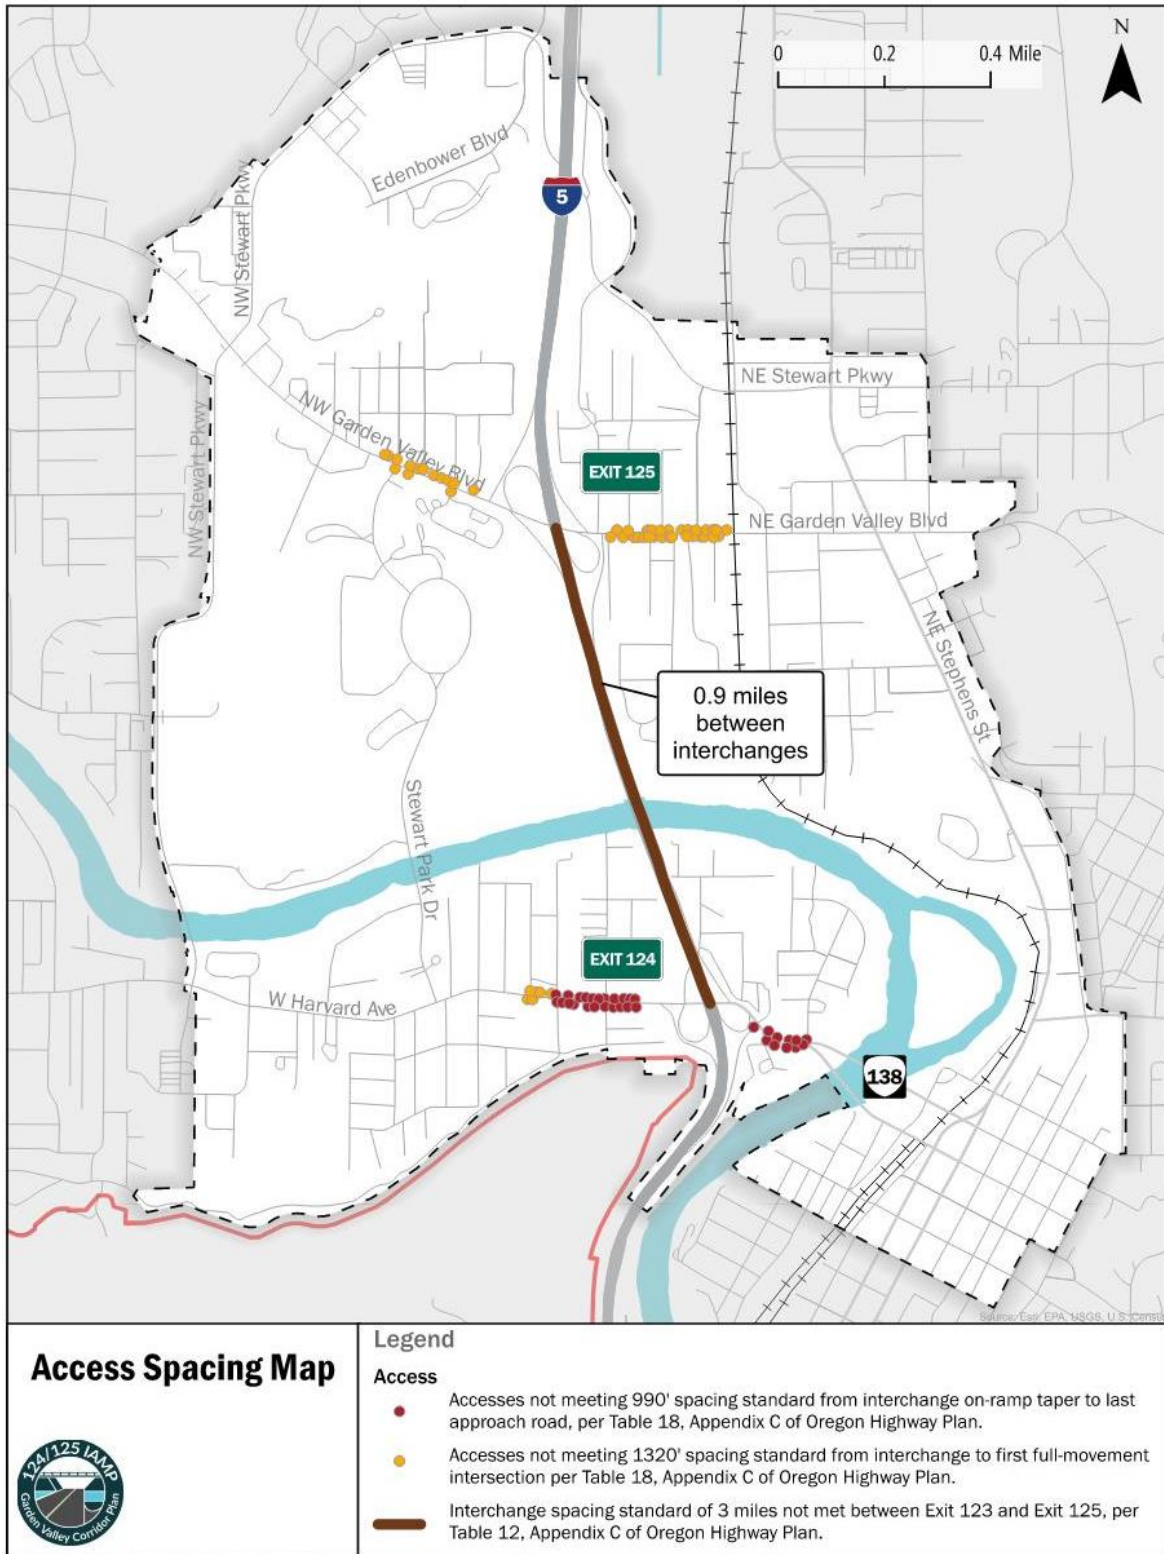 N
0 0.2 0.4 Mile
Edenbower Blvd
NW Stewart Pkwy
5
NE Stewart Pkwy
NW Garden Valley Blvd
NW Stewart Pkwy
EXIT 125
NE Garden Valley Blvd
NE Stephens St
0.9 miles
between
interchanges
Stewart Park Dr
EXIT 124
W Harvard Ave
138
Source: Esri, EPA, USGS, U.S. Census
Access Spacing Map
124/125 IAMP
Garden Valley Corridor Plan
Legend
Access
Accesses not meeting 990' spacing standard from interchange on-ramp taper to last
approach road, per Table 18, Appendix C of Oregon Highway Plan.
Accesses not meeting 1320' spacing standard from interchange to first full-movement
intersection per Table 18, Appendix C of Oregon Highway Plan.
Interchange spacing standard of 3 miles not met between Exit 123 and Exit 125, per
Table 12, Appendix C of Oregon Highway Plan.